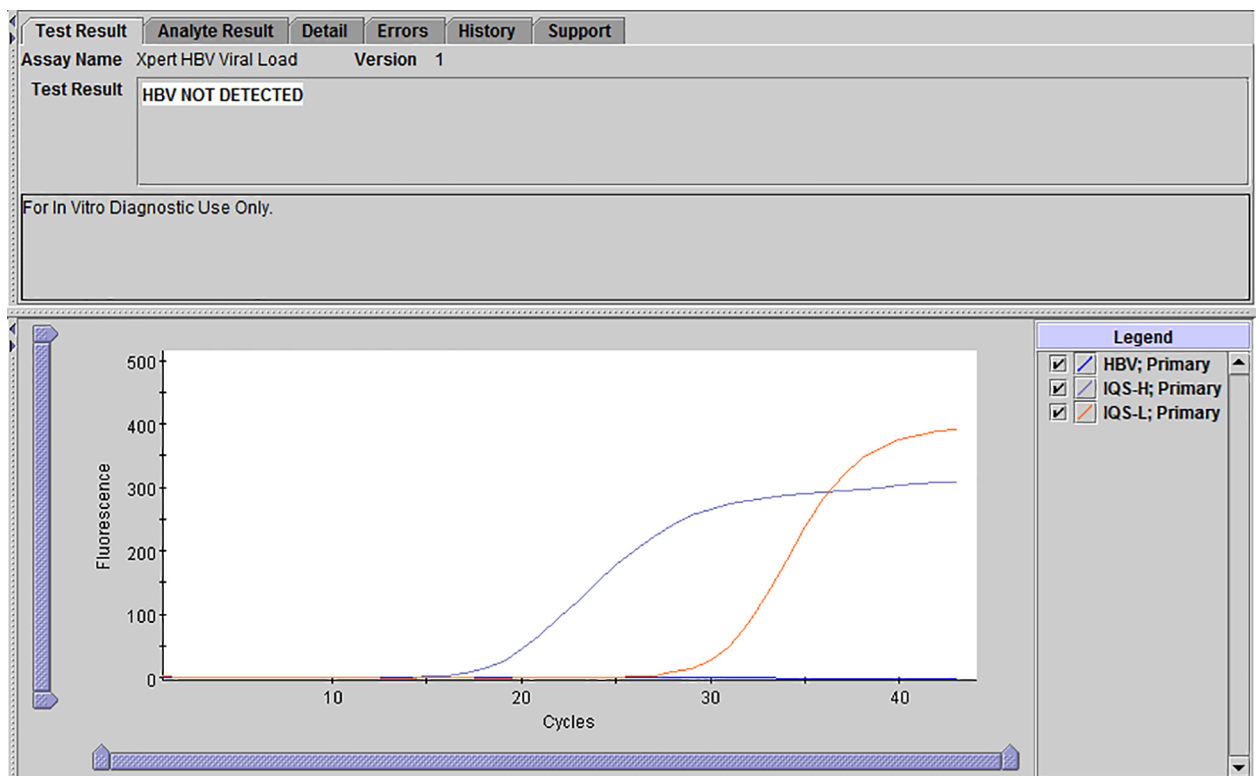 Test Result Analyte Result Detail Errors History Support
Assay Name Xpert HBV Viral Load Version 1
Test Result HBV NOT DETECTED
For In Vitro Diagnostic Use Only.
Legend
HBV; Primary
IQS-H; Primary
IQS-L; Primary
Fluorescence
500
400
300
200
100
0
10 20 30 40
Cycles